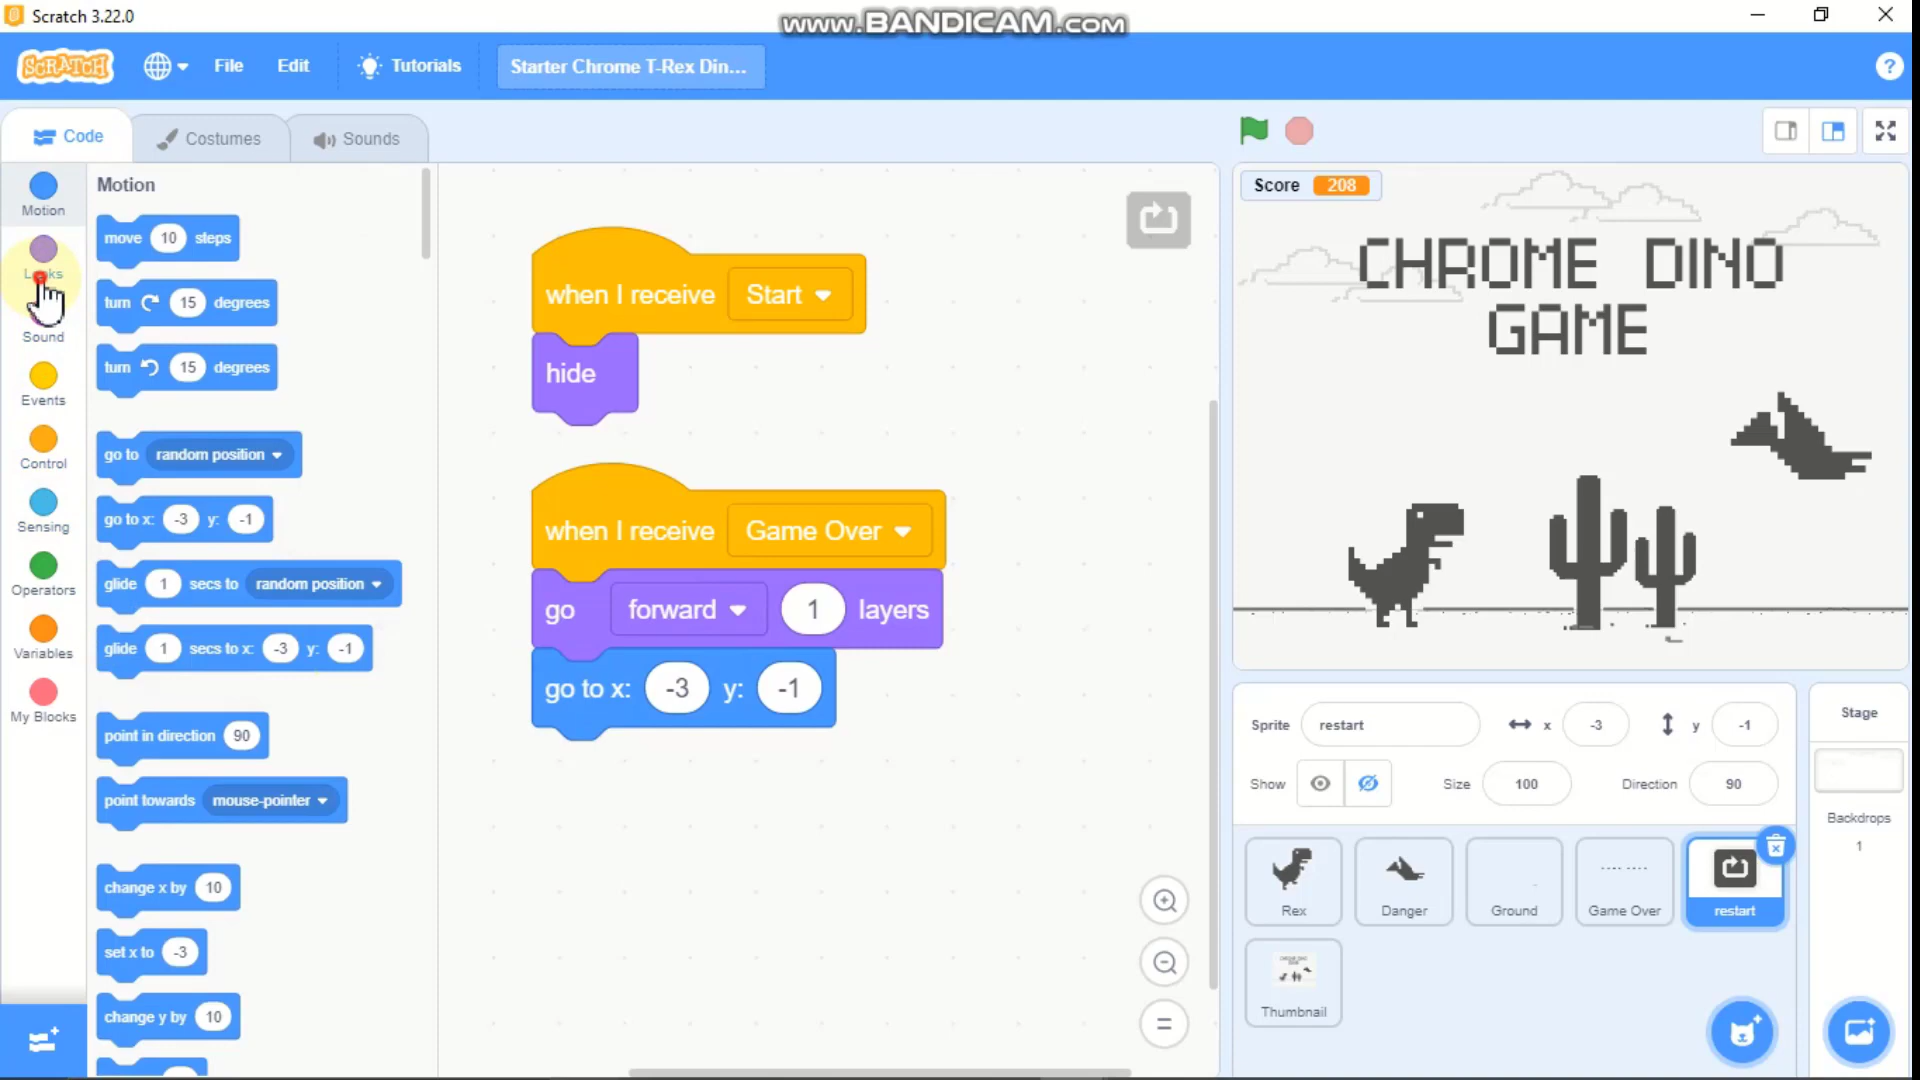 Scratch 3.22.0
www.BANDICAM.com
SCRATCH
File
Edit
Tutorials
Starter Chrome T-Rex Din...
?
Code
Costumes
Sounds
Motion
Looks
Sound
Events
Control
Sensing
Operators
Variables
My Blocks
Motion
move 10 steps
turn 15 degrees
turn 15 degrees
go to random position
go to x: -3 y: -1
glide 1 secs to random position
glide 1 secs to x: -3 y: -1
point in direction 90
point towards mouse-pointer
change x by 10
set x to -3
change y by 10
when I receive Start
hide
when I receive Game Over
go forward 1 layers
go to x: -3 y: -1
Score 208
CHROME DINO
GAME
Sprite restart x -3 y -1
Show Size 100 Direction 90
Rex
Danger
Ground
Game Over
restart
Thumbnail
Stage
Backdrops
1